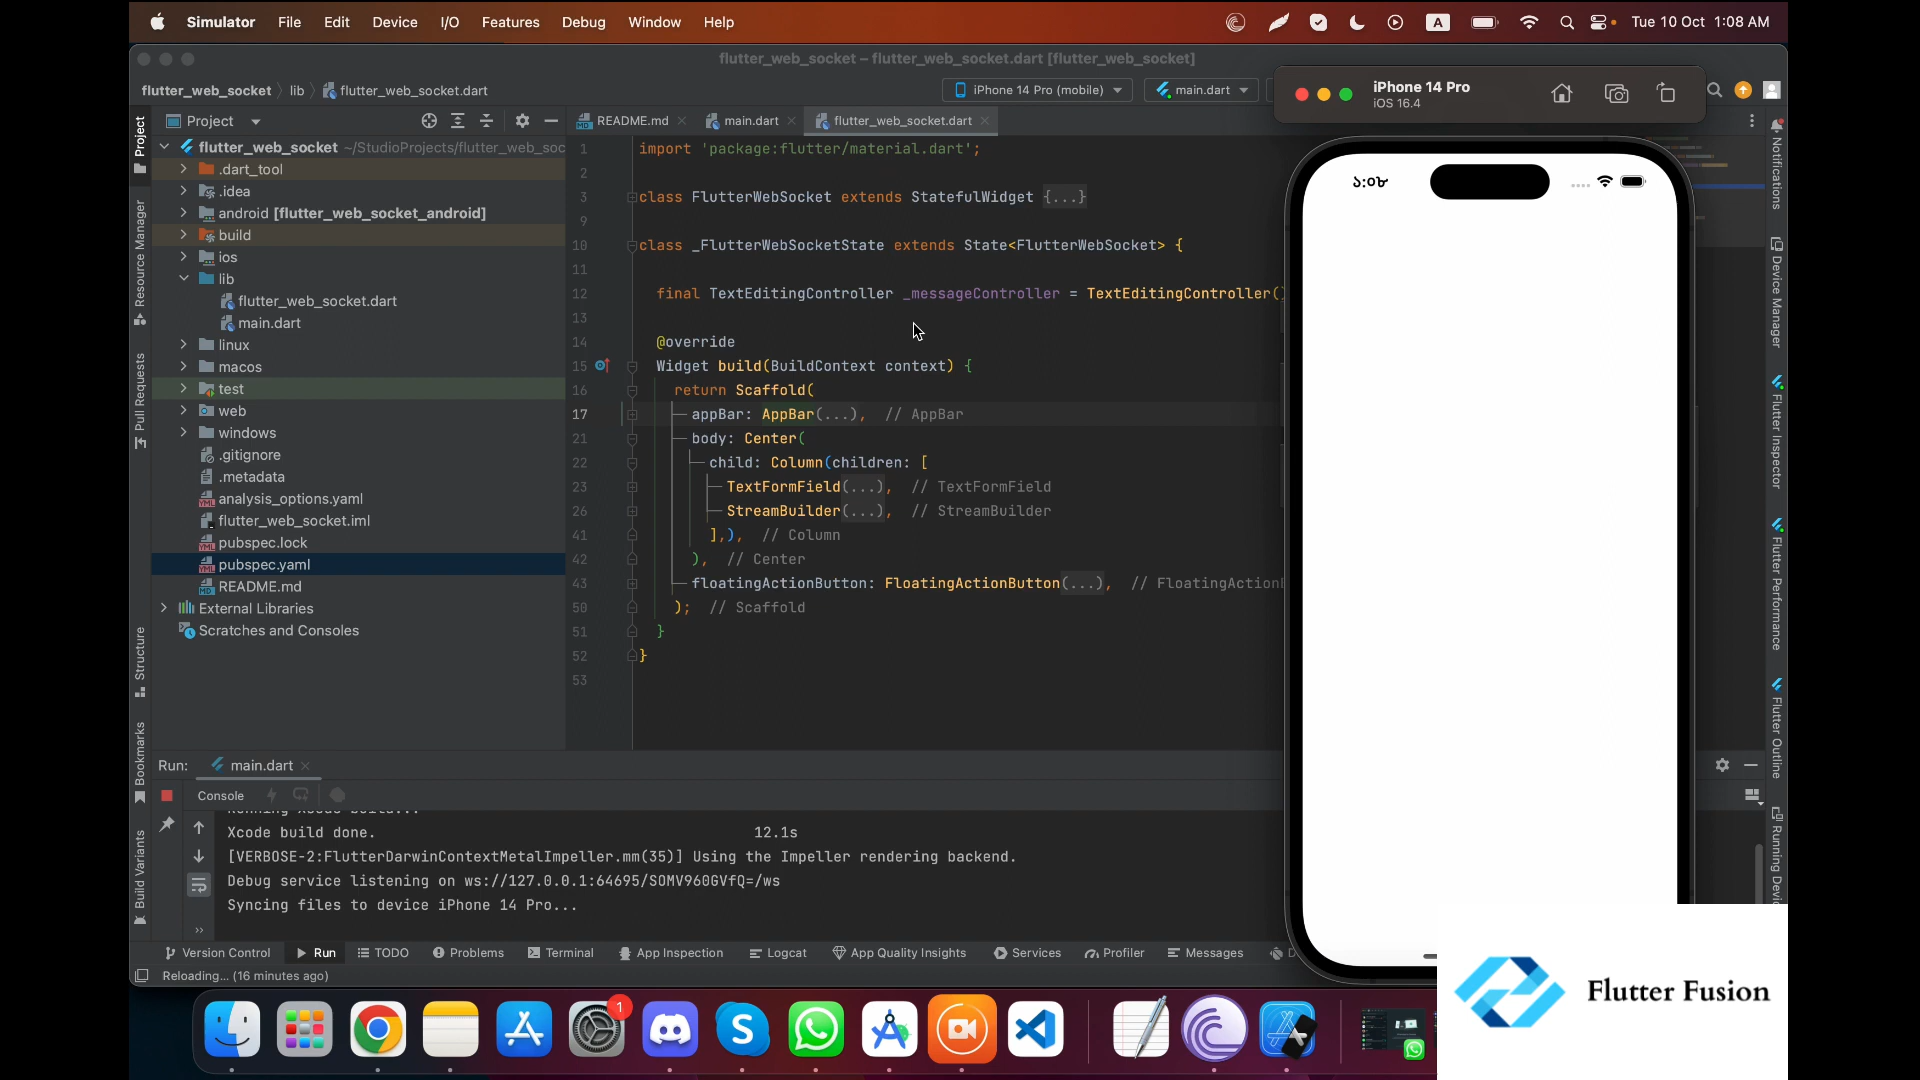 Simulator File Edit Device I/O Features Debug Window Help
A
Tue 10 Oct 1:08 AM
flutter_web_socket – flutter_web_socket.dart [flutter_web_socket]
flutter_web_socket lib flutter_web_socket.dart
iPhone 14 Pro (mobile)
main.dart
iPhone 14 Pro
iOS 16.4
Project
README.md
main.dart
flutter_web_socket.dart
flutter_web_socket ~/StudioProjects/flutter_web_soc
.dart_tool
.idea
android [flutter_web_socket_android]
build
ios
lib
flutter_web_socket.dart
main.dart
linux
macos
test
web
windows
.gitignore
.metadata
analysis_options.yaml
flutter_web_socket.iml
pubspec.lock
pubspec.yaml
README.md
External Libraries
Scratches and Consoles
Project
Resource Manager
Pull Requests
Structure
Bookmarks
Build Variants
1 import 'package:flutter/material.dart';
2
3 class FlutterWebSocket extends StatefulWidget {...}
9
10 class _FlutterWebSocketState extends State<FlutterWebSocket> {
11
12 final TextEditingController _messageController = TextEditingController()
13
14 @override
15 Widget build(BuildContext context) {
16 return Scaffold(
17 appBar: AppBar(...), // AppBar
21 body: Center(
22 child: Column(children: [
23 TextFormField(...), // TextFormField
26 StreamBuilder(...), // StreamBuilder
41 ],), // Column
42 ), // Center
43 floatingActionButton: FloatingActionButton(...), // FloatingAction
50 ); // Scaffold
51 }
52 }
53
১:০৮
Notifications
Device Manager
Flutter Inspector
Flutter Performance
Flutter Outline
Running Devic
Run: main.dart
Console
Xcode build done. 12.1s
[VERBOSE-2:FlutterDarwinContextMetalImpeller.mm(35)] Using the Impeller rendering backend.
Debug service listening on ws://127.0.0.1:64695/SOMV960GVfQ=/ws
Syncing files to device iPhone 14 Pro...
Version Control Run TODO Problems Terminal App Inspection Logcat App Quality Insights Services Profiler Messages D
Reloading... (16 minutes ago)
1
Flutter Fusion